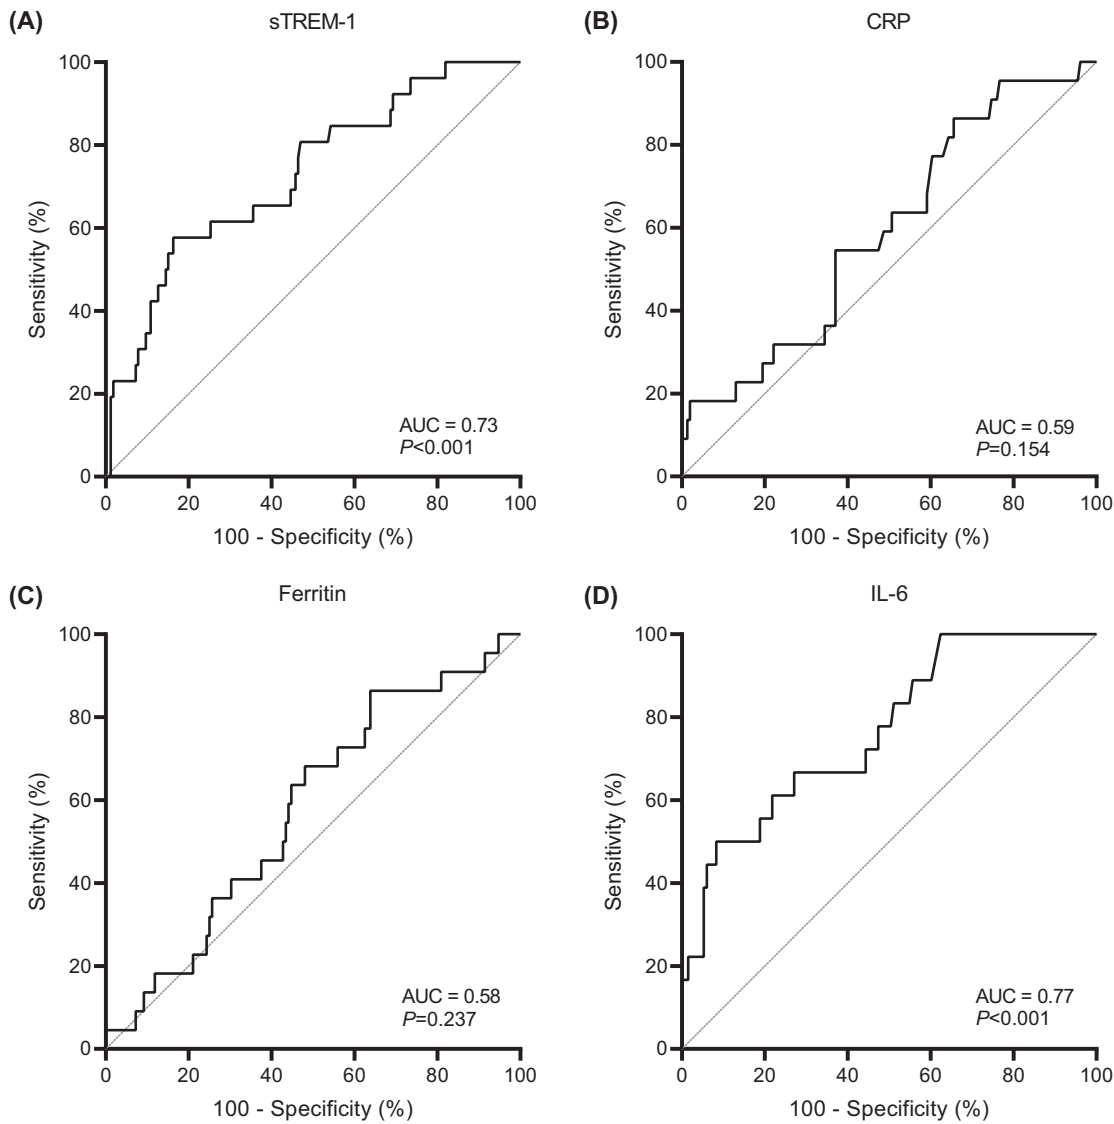 (A)
sTREM-1
100
80
60
40
20
0
Sensitivity (%)
AUC = 0.73
P<0.001
0 20 40 60 80 100
100 - Specificity (%)
(B)
CRP
100
80
60
40
20
0
Sensitivity (%)
AUC = 0.59
P=0.154
0 20 40 60 80 100
100 - Specificity (%)
(C)
Ferritin
100
80
60
40
20
0
Sensitivity (%)
AUC = 0.58
P=0.237
0 20 40 60 80 100
100 - Specificity (%)
(D)
IL-6
100
80
60
40
20
0
Sensitivity (%)
AUC = 0.77
P<0.001
0 20 40 60 80 100
100 - Specificity (%)